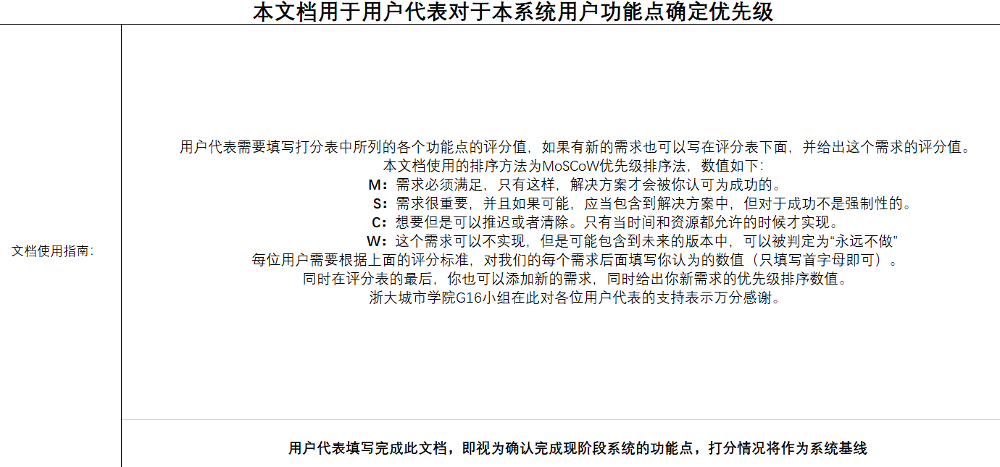 本文档用于用户代表对于本系统用户功能点确定优先级
用户代表需要填写打分表中所列的各个功能点的评分值，如果有新的需求也可以写在评分表下面，并给出这个需求的评分值。
本文档使用的排序方法为MoSCoW优先级排序法，数值如下：
M：需求必须满足，只有这样，解决方案才会被你认可为成功的。
S：需求很重要，并且如果可能，应当包含到解决方案中，但对于成功不是强制性的。
C：想要但是可以推迟或者清除。只有当时间和资源都允许的时候才实现。
W：这个需求可以不实现，但是可能包含到未来的版本中，可以被判定为“永远不做”
文档使用指南：
每位用户需要根据上面的评分标准，对我们的每个需求后面填写你认为的数值（只填写首字母即可）。
同时在评分表的最后，你也可以添加新的需求，同时给出你新需求的优先级排序数值。
浙大城市学院G16小组在此对各位用户代表的支持表示万分感谢。
用户代表填写完成此文档，即视为确认完成现阶段系统的功能点，打分情况将作为系统基线